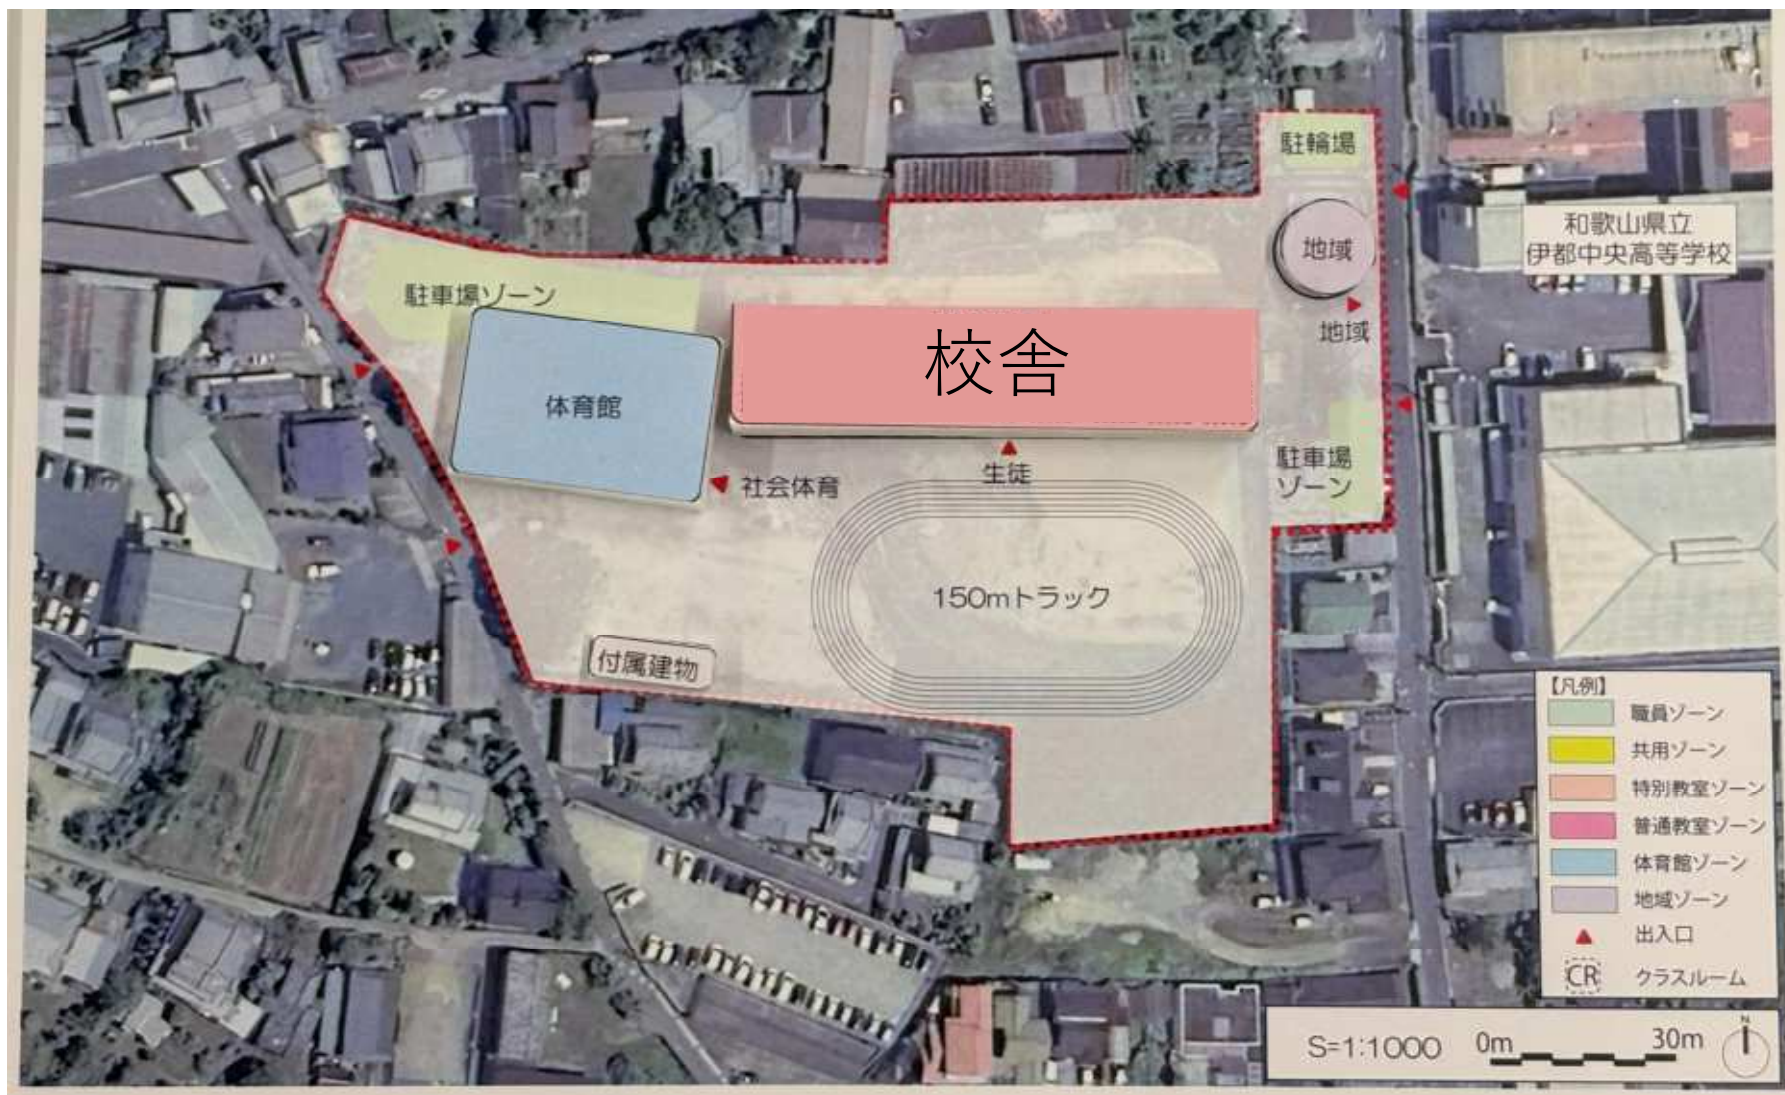 駐輪場
和歌山県立
伊都中央高等学校
地域
地域
駐車場ゾーン
校舎
体育館
生徒
社会体育
駐車場
ゾーン
150mトラック
付属建物
【凡例】
職員ゾーン
共用ゾーン
特別教室ゾーン
普通教室ゾーン
体育館ゾーン
地域ゾーン
出入口
CR クラスルーム
S=1:1000 0m 30m
N